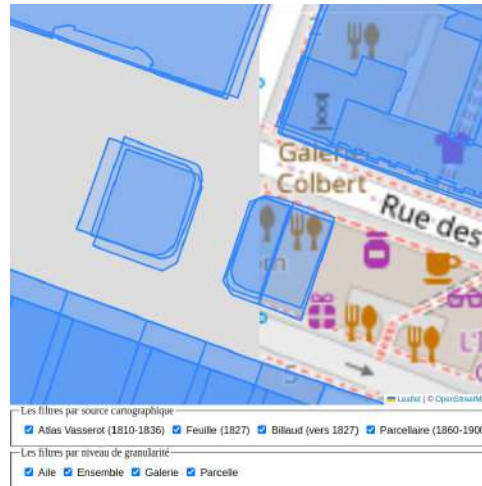 Galerie
Colbert
Rue des
Leaflet | © OpenStreetM
Les filtres par source cartographique
Atlas Vasserot (1810-1836) Feuille (1827) Billaud (vers 1827) Parcellaire (1860-1900
Les filtres par niveau de granularité
Aile Ensemble Galerie Parcelle